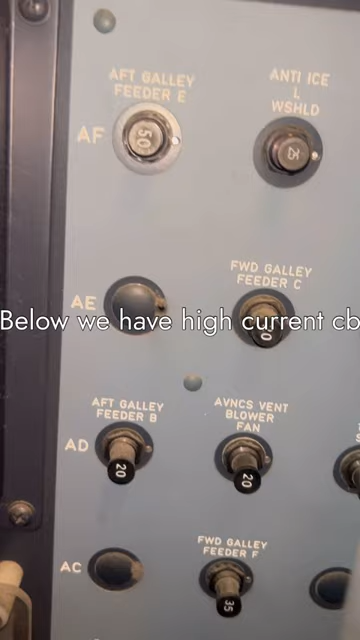 AFT GALLEY
FEEDER E
ANTI ICE
L
WSHLD
AF
50
25
FWD GALLEY
FEEDER C
AE
Below we have high current cb
AFT GALLEY
FEEDER B
AVNCS VENT
BLOWER
FAN
AD
20
20
FWD GALLEY
FEEDER F
AC
35